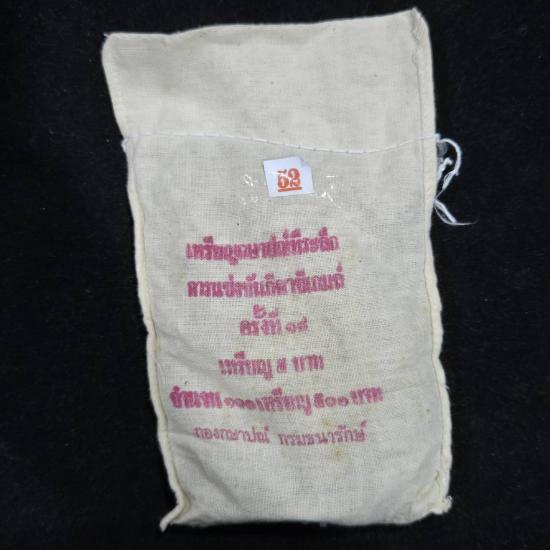 52
เหรียญกษาปณ์ที่ระลึก
การแข่งขันกีฬาซีเกมส์
ครั้งที่ ๑๘
เหรียญ ๕ บาท
จำนวน ๑๐๐ เหรียญ ๕๐๐ บาท
กองกษาปณ์ กรมธนารักษ์